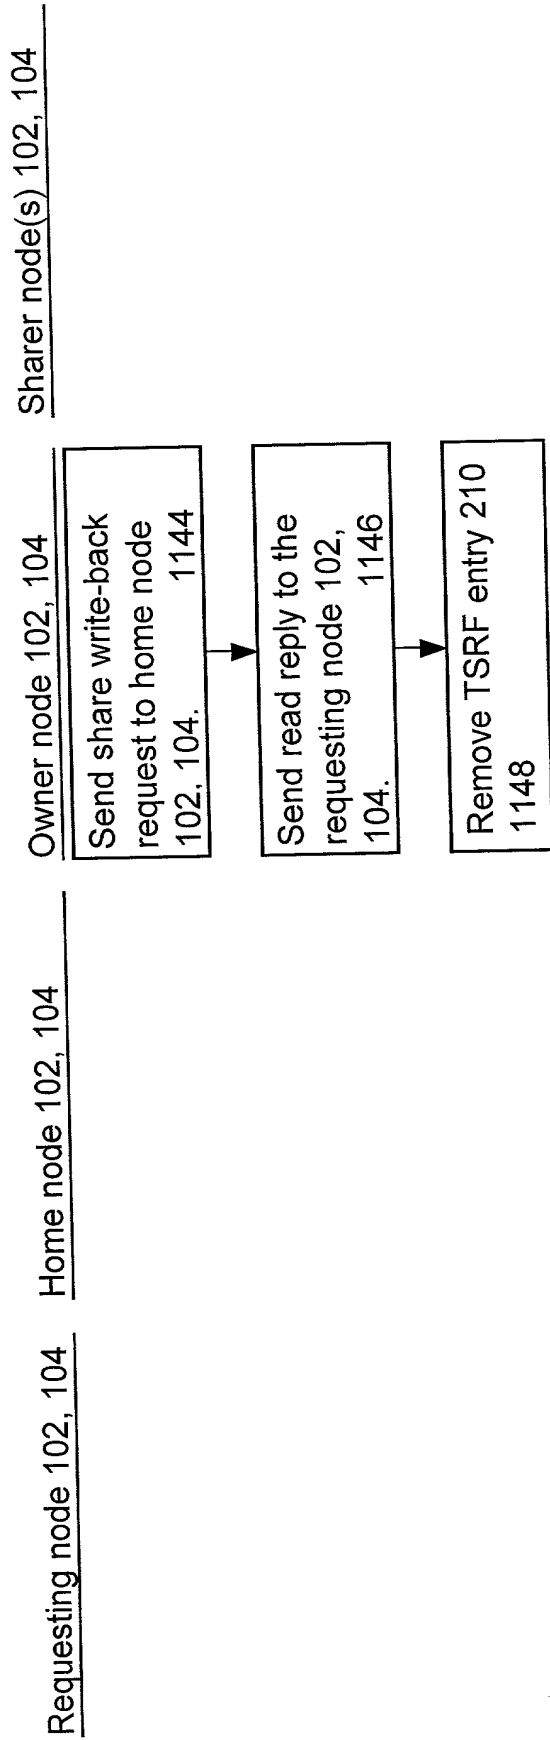 Requesting node 102, 104
Home node 102, 104
Owner node 102, 104
Sharer node(s) 102, 104
Send share write-back
request to home node
102, 104. 1144
Send read reply to the
requesting node 102,
104. 1146
Remove TSRF entry 210
1148